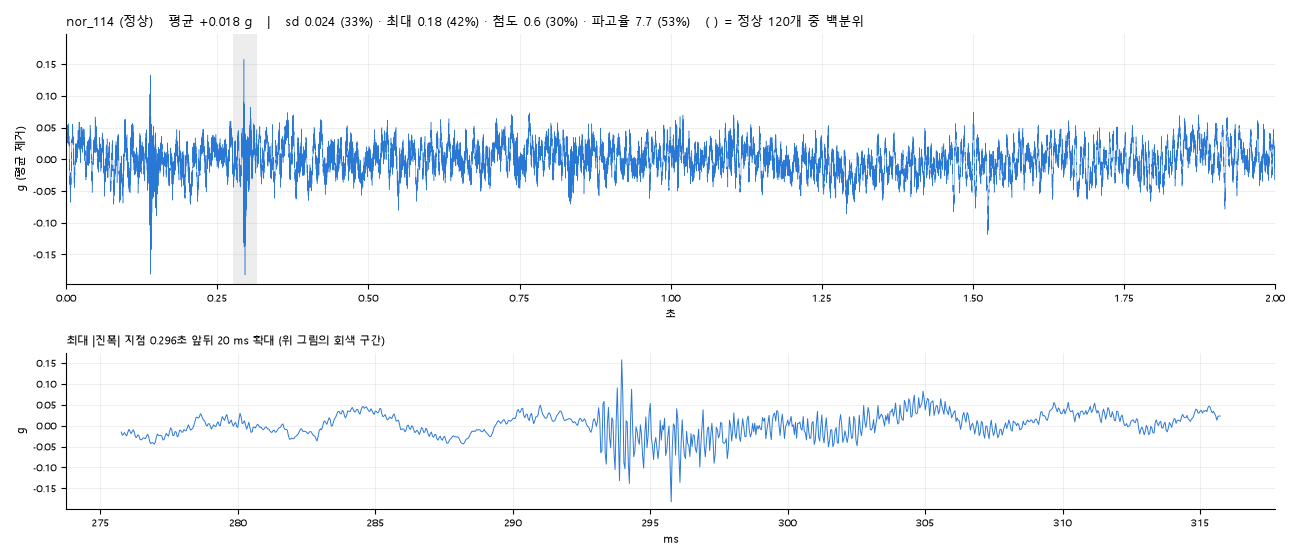 nor_114 (정상) 평균 +0.018 g | sd 0.024 (33%) · 최대 0.18 (42%) · 첨도 0.6 (30%) · 파고율 7.7 (53%) ( ) = 정상 120개 중 백분위
g (평균 제거)
0.15
0.10
0.05
0.00
-0.05
-0.10
-0.15
0.00 0.25 0.50 0.75 1.00 1.25 1.50 1.75 2.00
초
최대 |진폭| 지점 0.296초 앞뒤 20 ms 확대 (위 그림의 회색 구간)
g
0.15
0.10
0.05
0.00
-0.05
-0.10
-0.15
275 280 285 290 295 300 305 310 315
ms